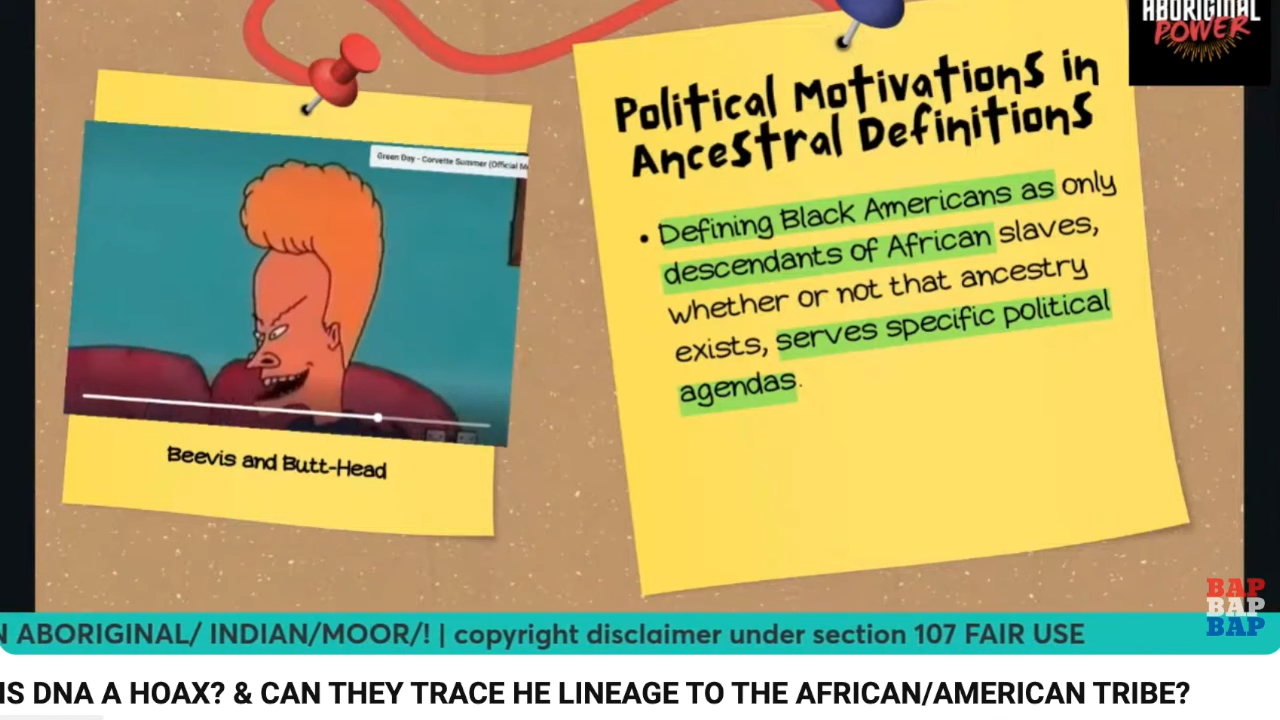 ABORIGINAL
POWER
Political Motivations in
Ancestral Definitions
Green Day - Corvette Summer (Official M
• Defining Black Americans as only
descendants of African slaves,
whether or not that ancestry
exists, serves specific political
agendas.
Beevis and Butt-Head
BAP
BAP
BAP
N ABORIGINAL/ INDIAN/MOOR/! | copyright disclaimer under section 107 FAIR USE
IS DNA A HOAX? & CAN THEY TRACE HE LINEAGE TO THE AFRICAN/AMERICAN TRIBE?